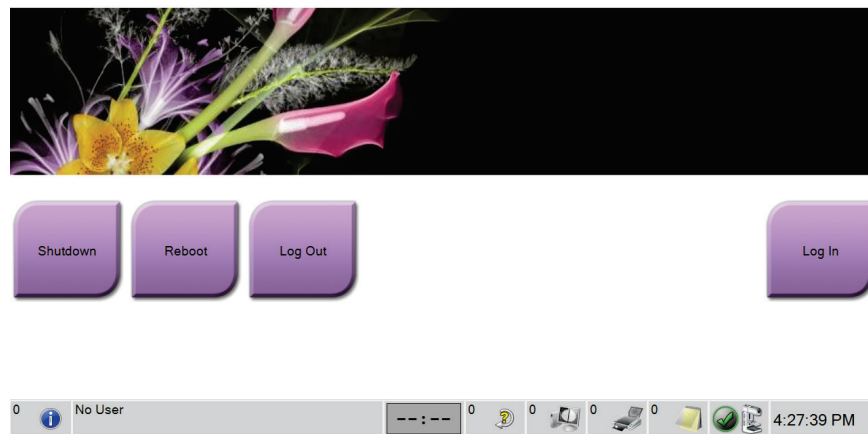 Shutdown
Reboot
Log Out
Log In
0
No User
--:--
0
0
0
0
4:27:39 PM